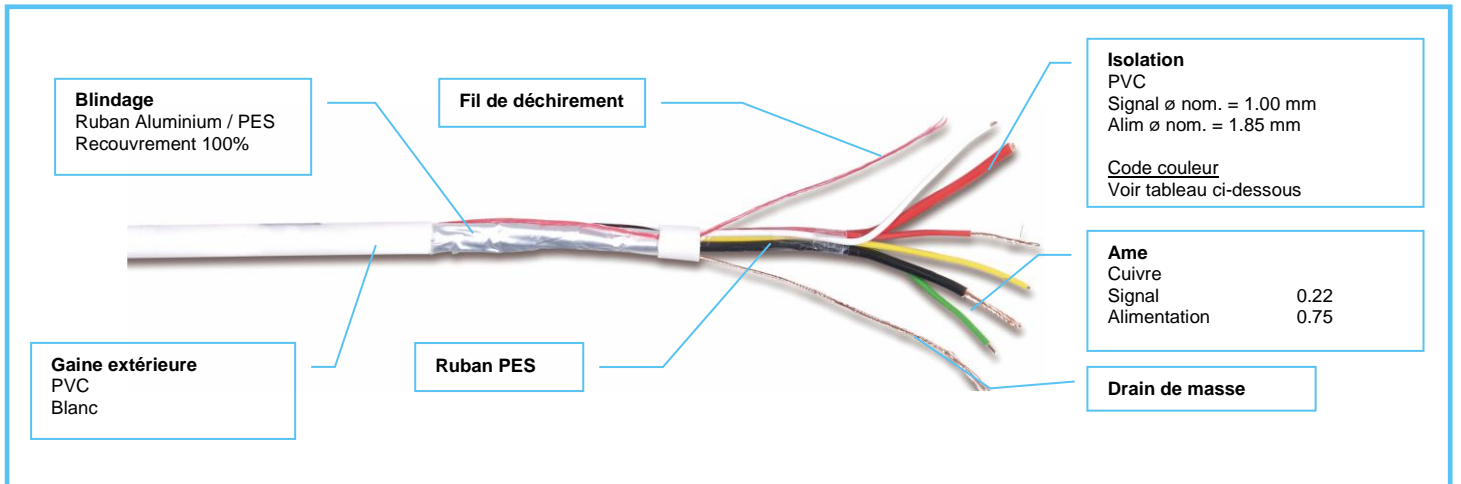 Blindage
Ruban Aluminium / PES
Recouvrement 100%
Fil de déchirement
Isolation
PVC
Signal ø nom. = 1.00 mm
Alim ø nom. = 1.85 mm
Code couleur
Voir tableau ci-dessous
Ame
Cuivre
Signal 0.22
Alimentation 0.75
Gaine extérieure
PVC
Blanc
Ruban PES
Drain de masse